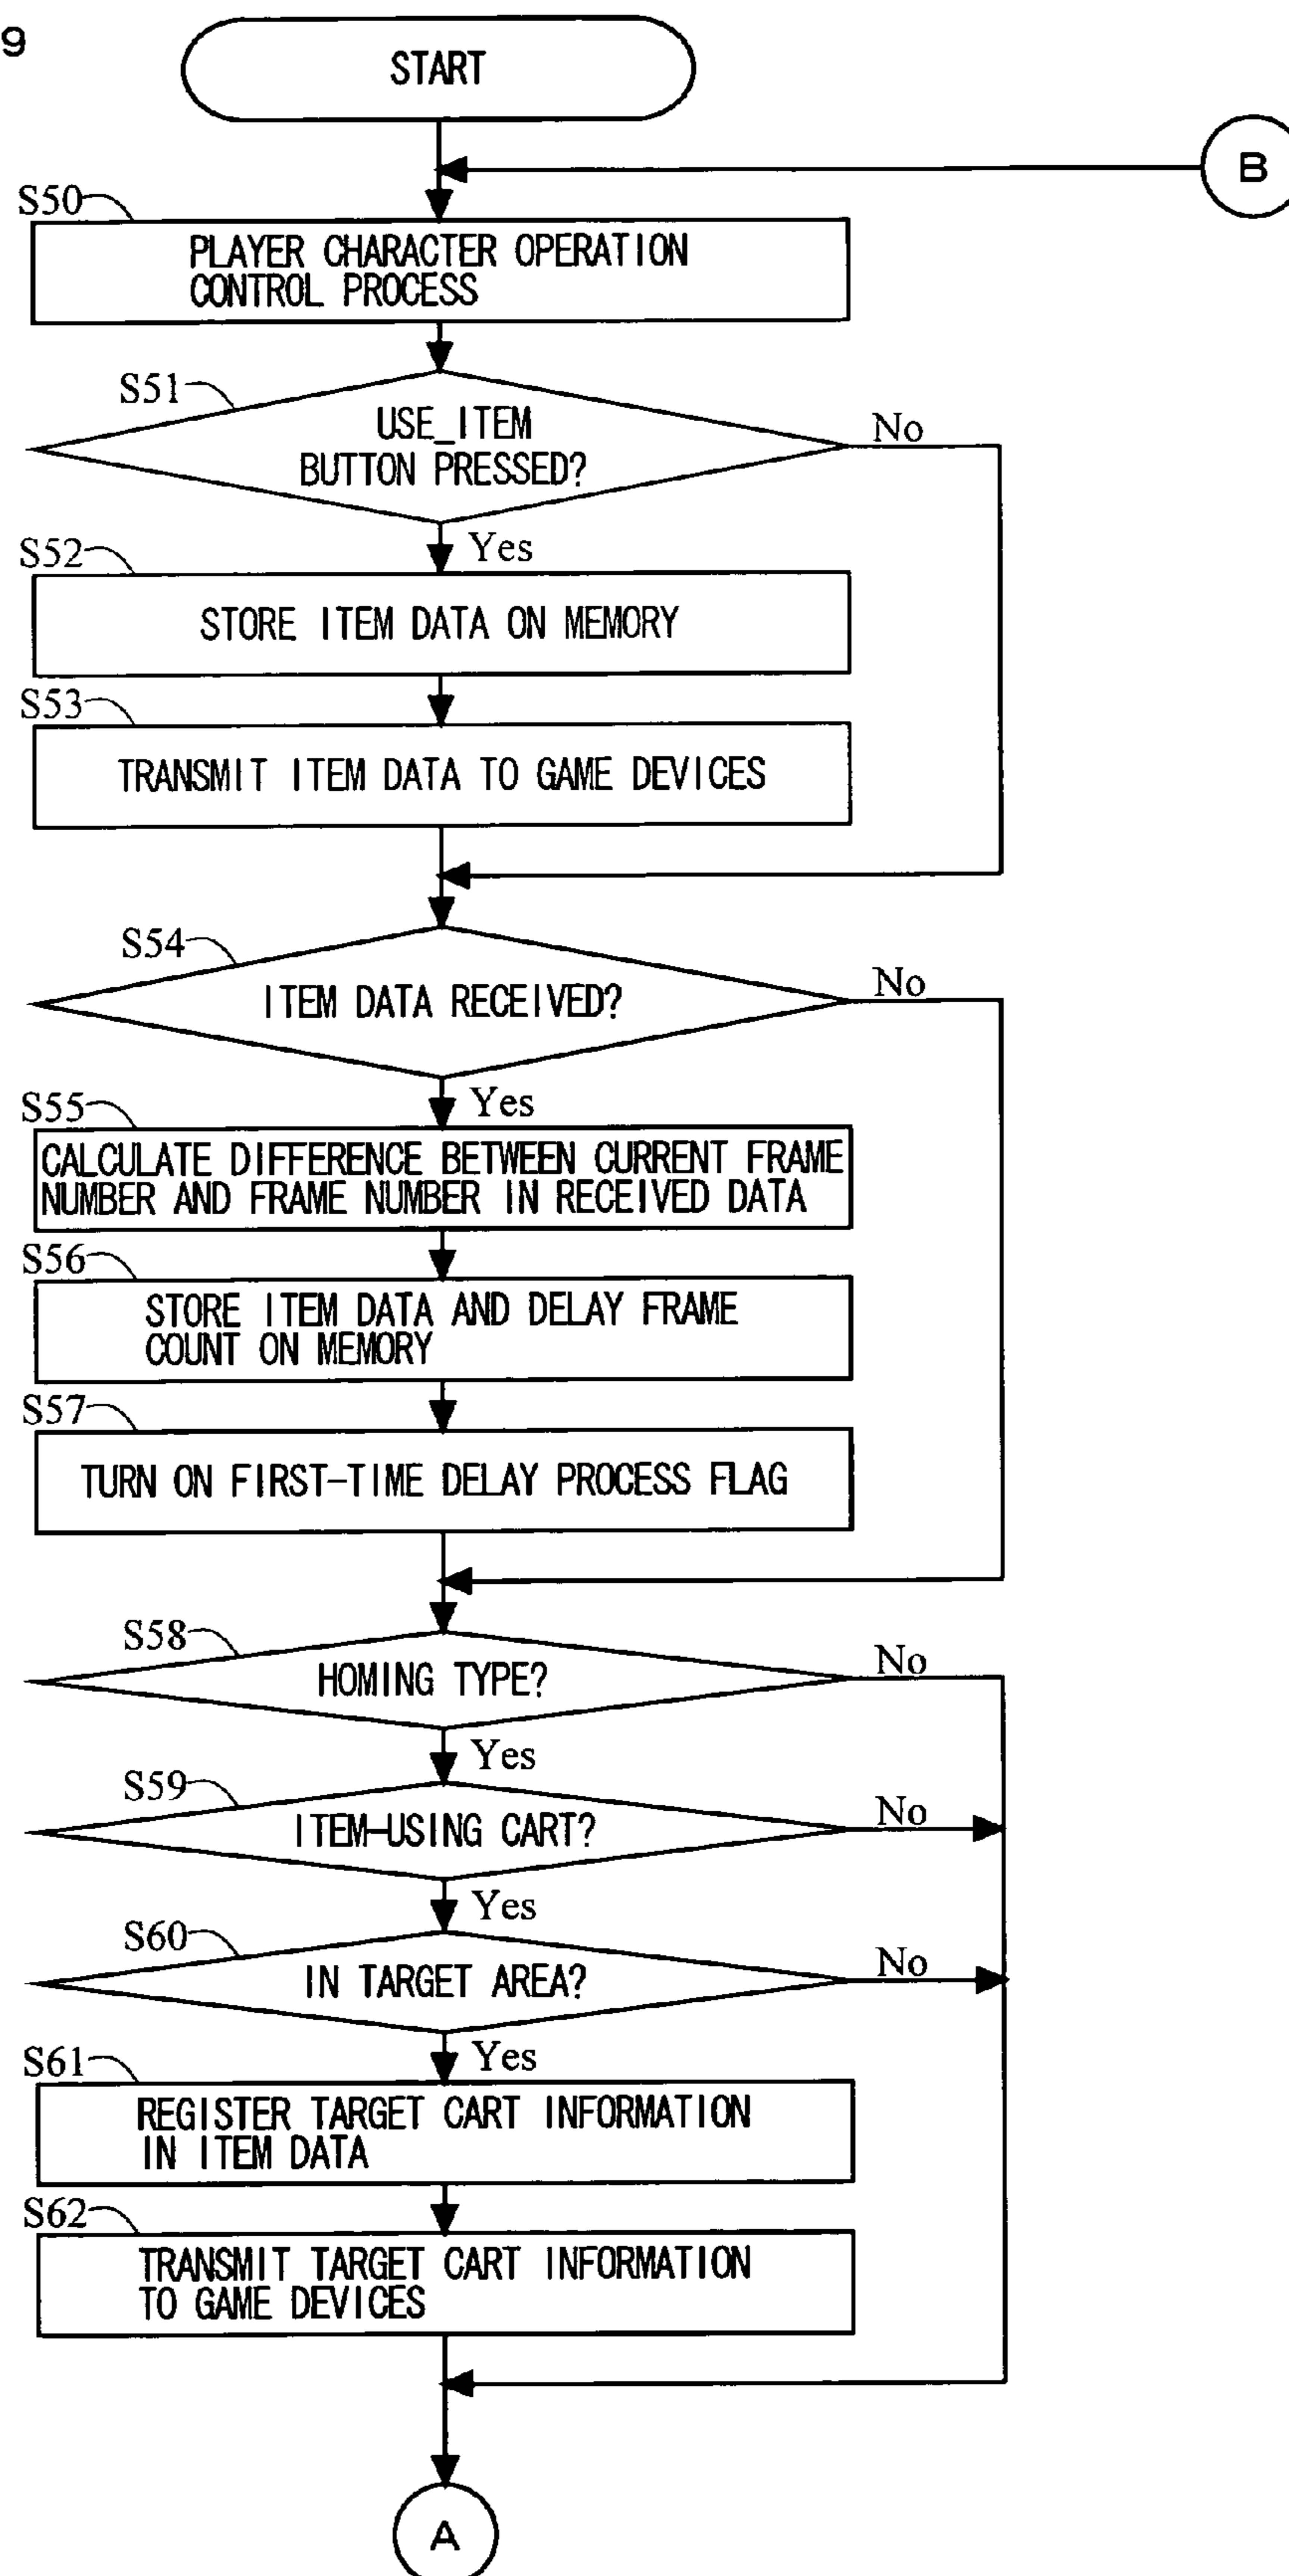 9
START
B
S50
PLAYER CHARACTER OPERATION
CONTROL PROCESS
S51
USE_ITEM
BUTTON PRESSED?
No
Yes
S52
STORE ITEM DATA ON MEMORY
S53
TRANSMIT ITEM DATA TO GAME DEVICES
S54
ITEM DATA RECEIVED?
No
Yes
S55
CALCULATE DIFFERENCE BETWEEN CURRENT FRAME
NUMBER AND FRAME NUMBER IN RECEIVED DATA
S56
STORE ITEM DATA AND DELAY FRAME
COUNT ON MEMORY
S57
TURN ON FIRST-TIME DELAY PROCESS FLAG
S58
HOMING TYPE?
No
Yes
S59
ITEM-USING CART?
No
Yes
S60
IN TARGET AREA?
No
Yes
S61
REGISTER TARGET CART INFORMATION
IN ITEM DATA
S62
TRANSMIT TARGET CART INFORMATION
TO GAME DEVICES
A